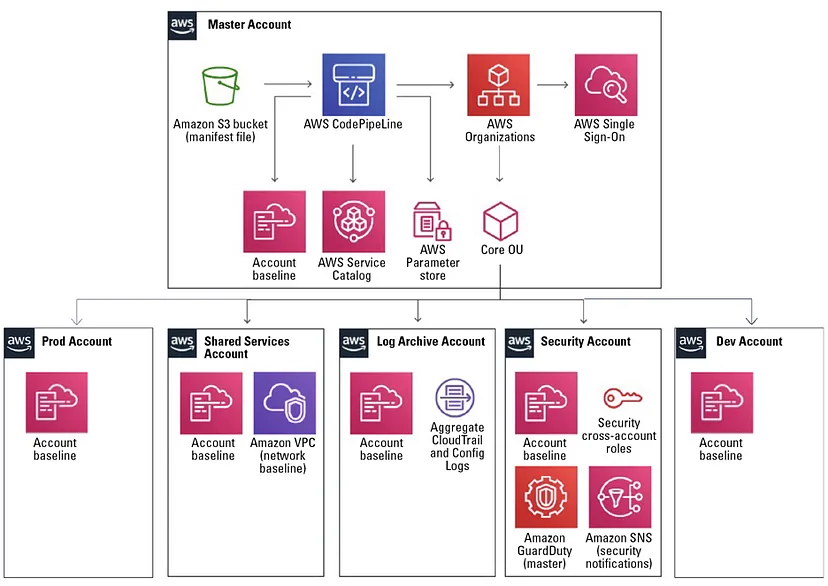 aws
Master Account
Amazon S3 bucket
(manifest file)
AWS CodePipeLine
AWS
Organizations
AWS Single
Sign-On
Account
baseline
AWS Service
Catalog
AWS
Parameter
store
Core OU
aws
Prod Account
Account
baseline
aws
Shared Services
Account
Account
baseline
Amazon VPC
(network
baseline)
aws
Log Archive Account
Account
baseline
Aggregate
CloudTrail
and Config
Logs
aws
Security Account
Account
baseline
Security
cross-account
roles
Amazon
GuardDuty
(master)
Amazon SNS
(security
notifications)
aws
Dev Account
Account
baseline